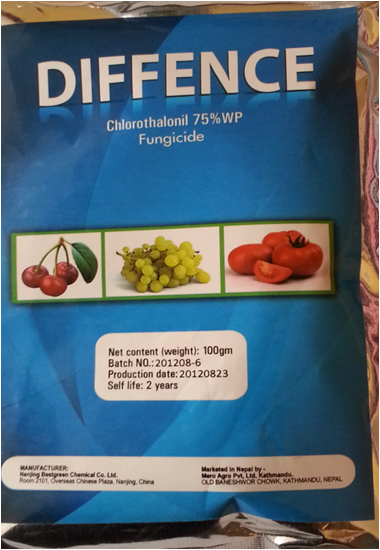 DIFFENCE
Chlorothalonil 75%WP
Fungicide
Net content (weight): 100gm
Batch NO.:201208-6
Production date:20120823
Self life: 2 years
MANUFACTURER:
Nanjing Bestgreen Chemical Co. Ltd.
Room 2101, Overseas Chinese Plaza, Nanjing, China
Marketed in Nepal by -
Mero Agro Pvt, Ltd, Kathmandu.
OLD BANESHWOR CHOWK, KATHMANDU, NEPAL